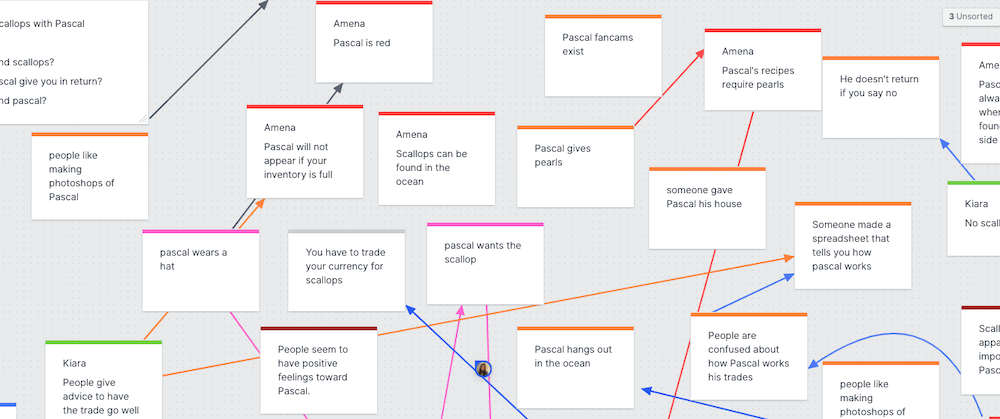 callops with Pascal
nd scallops?
scal give you in return?
nd pascal?
Amena
Pascal is red
Pascal fancams
exist
Amena
Pascal's recipes
require pearls
3 Unsorted
He doesn't return
if you say no
Ame
Pasc
alwa
when
foun
side
people like
making
photoshops of
Pascal
Amena
Pascal will not
appear if your
inventory is full
Amena
Scallops can be
found in the
ocean
Pascal gives
pearls
someone gave
Pascal his house
Kiara
No scall
pascal wears a
hat
You have to trade
your currency for
scallops
pascal wants the
scallop
Someone made a
spreadsheet that
tells you how
pascal works
Kiara
People give
advice to have
the trade go well
People seem to
have positive
feelings toward
Pascal.
Pascal hangs out
in the ocean
People are
confused about
how Pascal works
his trades
people like
making
photoshops of
Scall
appa
impo
Pasc